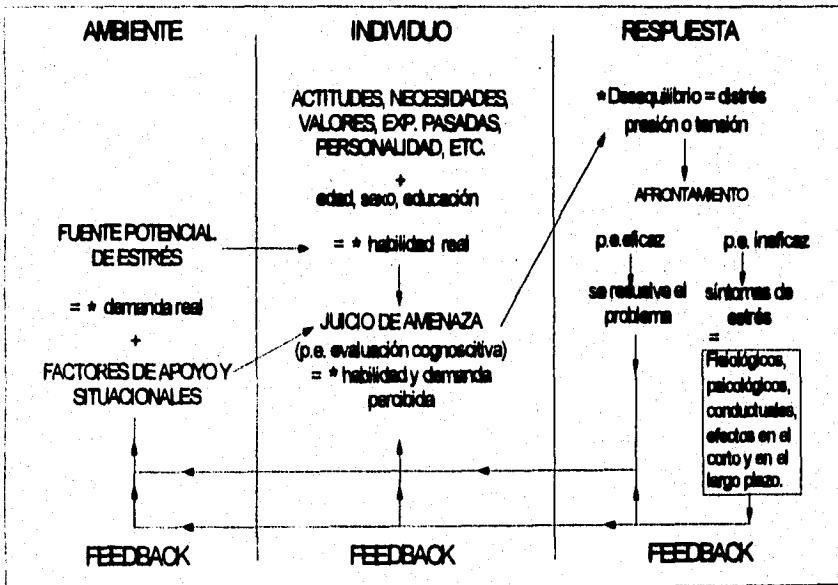 AMBIENTE
FUENTE POTENCIAL
DE ESTRÉS
= * demanda real
+
FACTORES DE APOYO Y
SITUACIONALES
FEEDBACK
INDIVIDUO
ACTITUDES, NECESIDADES,
VALORES, EXP. PASADAS,
PERSONALIDAD, ETC.
+
edad, sexo, educación
= * habilidad real
JUICIO DE AMENAZA
(p.e. evaluación cognoscitiva)
= * habilidad y demanda
percibida
FEEDBACK
RESPUESTA
* Desequilibrio = distrés
presión o tensión
AFRONTAMIENTO
p.e. eficaz
se resuelve el
problema
p.e. ineficaz
síntomas de
estrés
=
Fisiológicos,
psicológicos,
conductuales,
efectos en el
corto y en el
largo plazo.
FEEDBACK